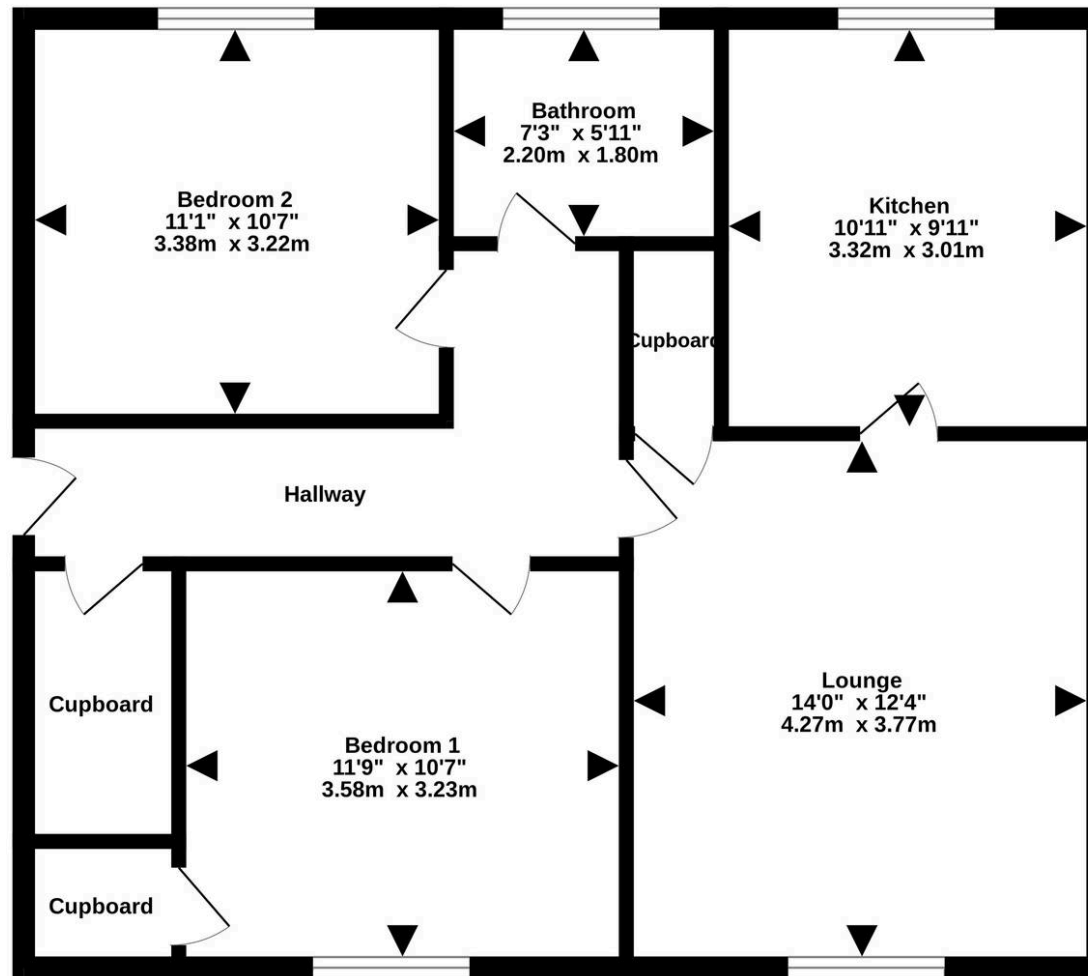 Bathroom
7'3" x 5'11"
2.20m x 1.80m
Bedroom 2
11'1" x 10'7"
3.38m x 3.22m
Kitchen
10'11" x 9'11"
3.32m x 3.01m
Cupboard
Hallway
Lounge
14'0" x 12'4"
4.27m x 3.77m
Cupboard
Bedroom 1
11'9" x 10'7"
3.58m x 3.23m
Cupboard